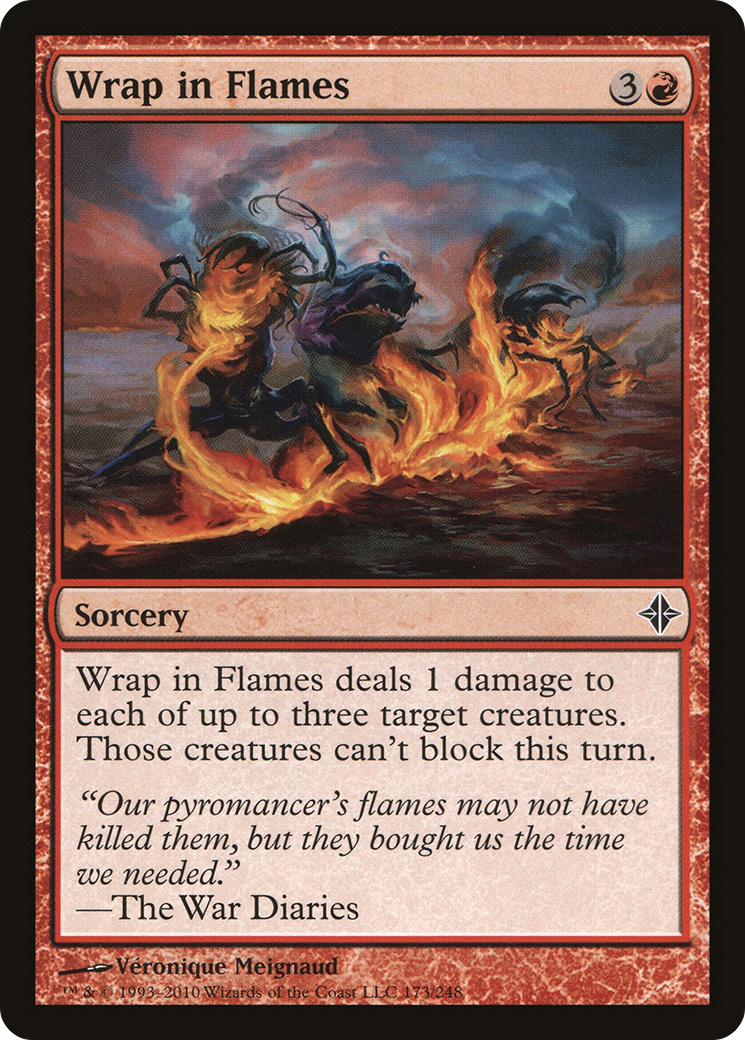 Wrap in Flames 3
Sorcery
Wrap in Flames deals 1 damage to
each of up to three target creatures.
Those creatures can't block this turn.
“Our pyromancer's flames may not have
killed them, but they bought us the time
we needed.”
—The War Diaries
Véronique Meignaud
™ & © 1993–2010 Wizards of the Coast LLC 173/248